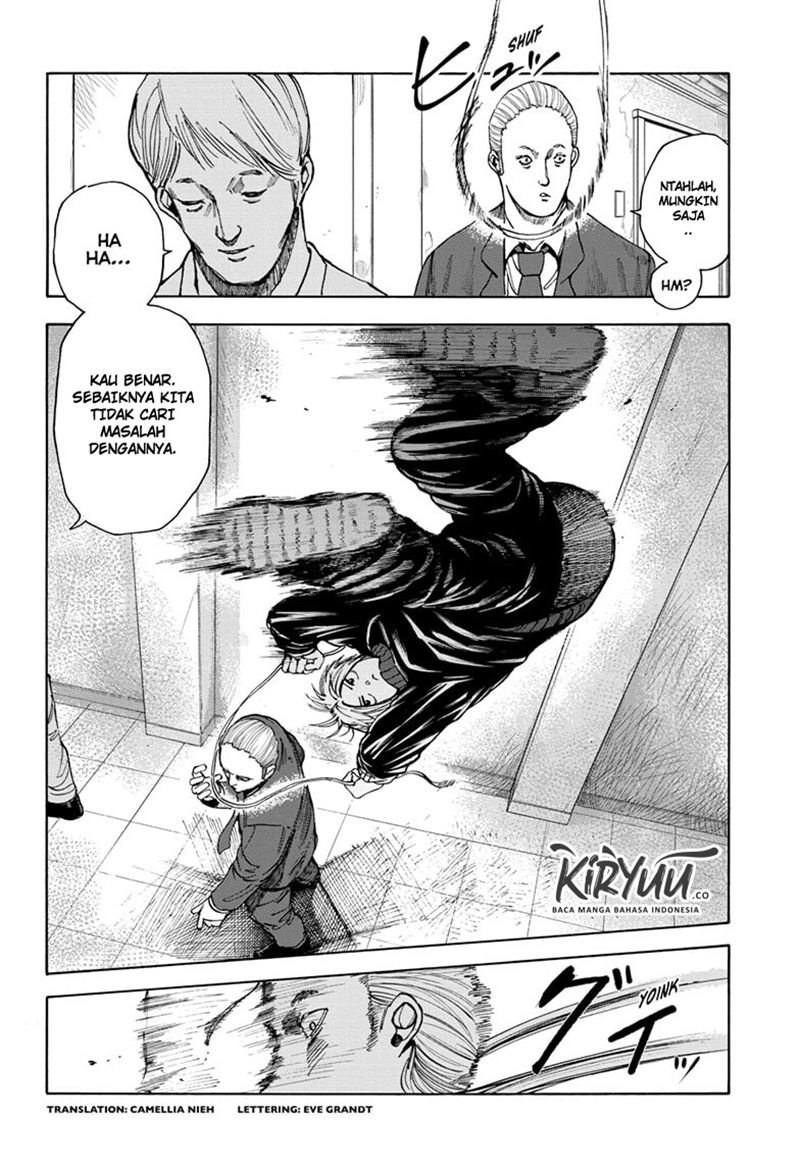 SHUF
ヒュッ
NTAHLAH,
MUNGKIN
SAJA
..
HM?
HA
HA...
KAU BENAR.
SEBAIKNYA KITA
TIDAK CARI
MASALAH
DENGANNYA.
KIRYUU.CO
BACA MANGA BAHASA INDONESIA
YOINK
グイッ
TRANSLATION: CAMELLIA NIEH LETTERING: EVE GRANDT